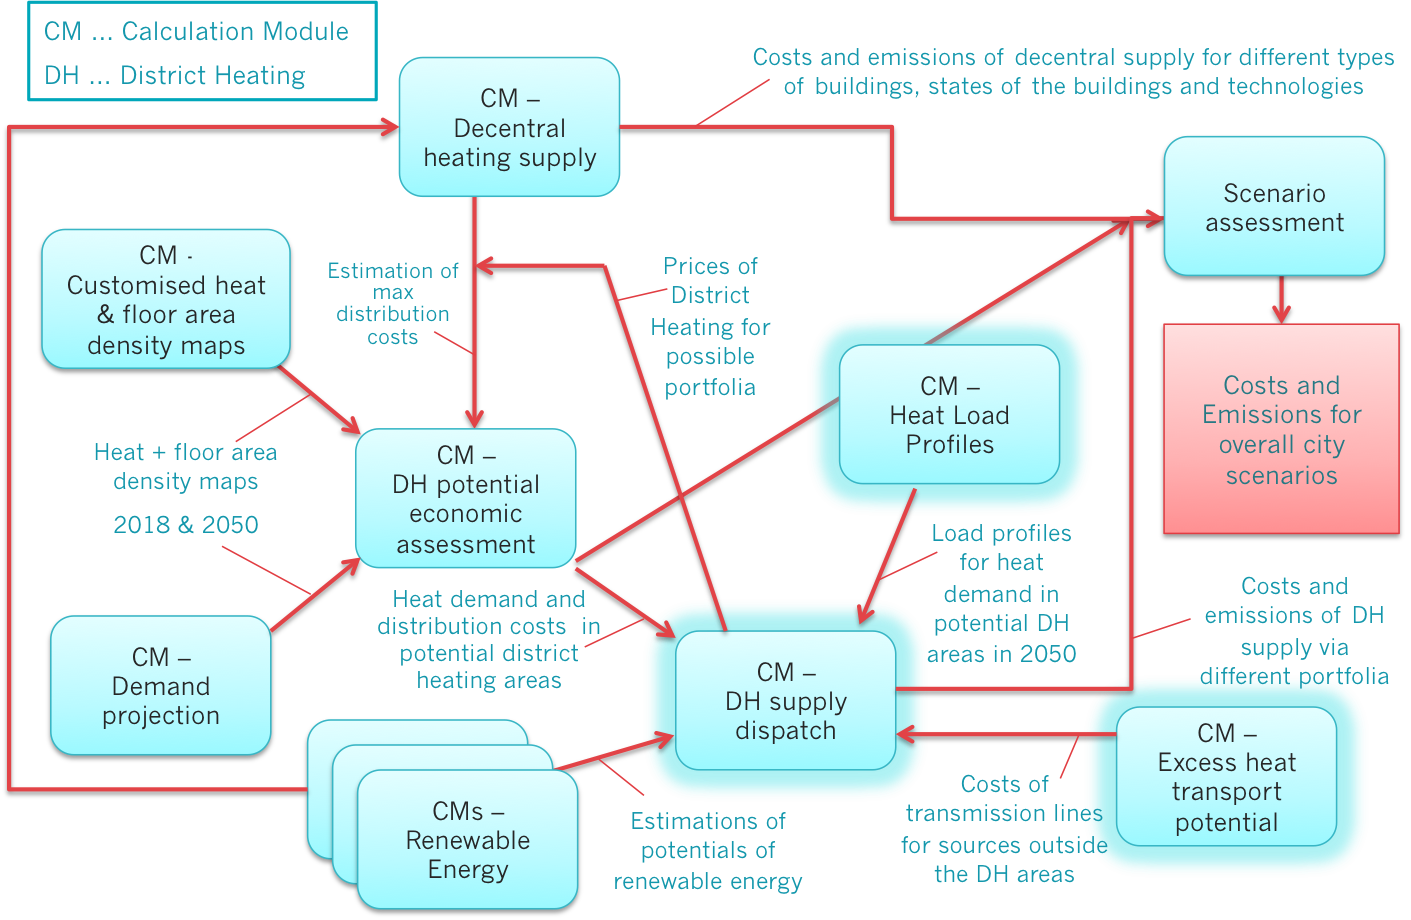 CM ... Calculation Module
DH ... District Heating
CM –
Decentral
heating supply
Costs and emissions of decentral supply for different types
of buildings, states of the buildings and technologies
Scenario
assessment
CM -
Customised heat
& floor area
density maps
Estimation of
max
distribution
costs
Prices of
District
Heating for
possible
portfolia
CM –
Heat Load
Profiles
Costs and
Emissions for
overall city
scenarios
Heat + floor area
density maps
2018 & 2050
CM –
DH potential
economic
assessment
Load profiles
for heat
demand in
potential DH
areas in 2050
Costs and
emissions of DH
supply via
different portfolia
Heat demand and
distribution costs in
potential district
heating areas
CM –
Demand
projection
CM –
DH supply
dispatch
CM –
Excess heat
transport
potential
CMs –
Renewable
Energy
Estimations of
potentials of
renewable energy
Costs of
transmission lines
for sources outside
the DH areas